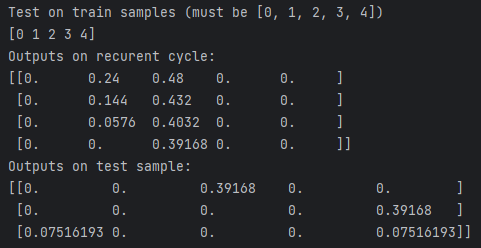 Test on train samples (must be [0, 1, 2, 3, 4])
[0 1 2 3 4]
Outputs on recurent cycle:
[[0.     0.24   0.48   0.     0.    ]
 [0.     0.144  0.432  0.     0.    ]
 [0.     0.0576 0.4032 0.     0.    ]
 [0.     0.     0.39168 0.     0.    ]]
Outputs on test sample:
[[0.         0.         0.39168    0.         0.        ]
 [0.         0.         0.         0.         0.39168   ]
 [0.07516193 0.         0.         0.         0.07516193]]